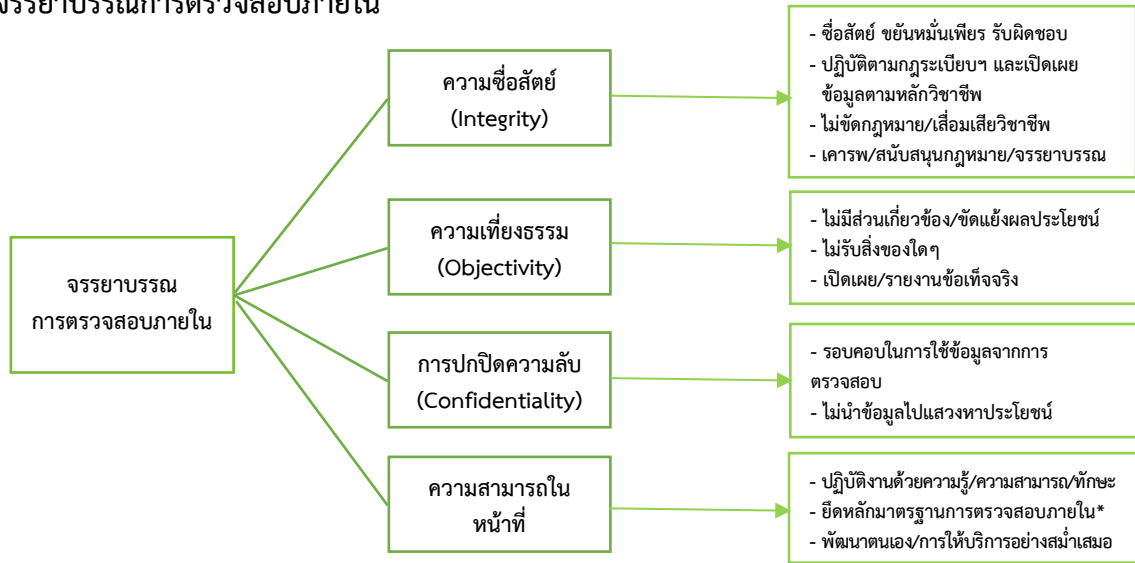 จรรยาบรรณการตรวจสอบภายใน
จรรยาบรรณ
การตรวจสอบภายใน
ความซื่อสัตย์
(Integrity)
- ซื่อสัตย์ ขยันหมั่นเพียร รับผิดชอบ
- ปฏิบัติตามกฎระเบียบฯ และเปิดเผย
ข้อมูลตามหลักวิชาชีพ
- ไม่ขัดกฎหมาย/เสื่อมเสียวิชาชีพ
- เคารพ/สนับสนุนกฎหมาย/จรรยาบรรณ
ความเที่ยงธรรม
(Objectivity)
- ไม่มีส่วนเกี่ยวข้อง/ขัดแย้งผลประโยชน์
- ไม่รับสิ่งของใดๆ
- เปิดเผย/รายงานข้อเท็จจริง
การปกปิดความลับ
(Confidentiality)
- รอบคอบในการใช้ข้อมูลจากการ
ตรวจสอบ
- ไม่นำข้อมูลไปแสวงหาประโยชน์
ความสามารถใน
หน้าที่
- ปฏิบัติงานด้วยความรู้/ความสามารถ/ทักษะ
- ยึดหลักมาตรฐานการตรวจสอบภายใน*
- พัฒนาตนเอง/การให้บริการอย่างสม่ำเสมอ